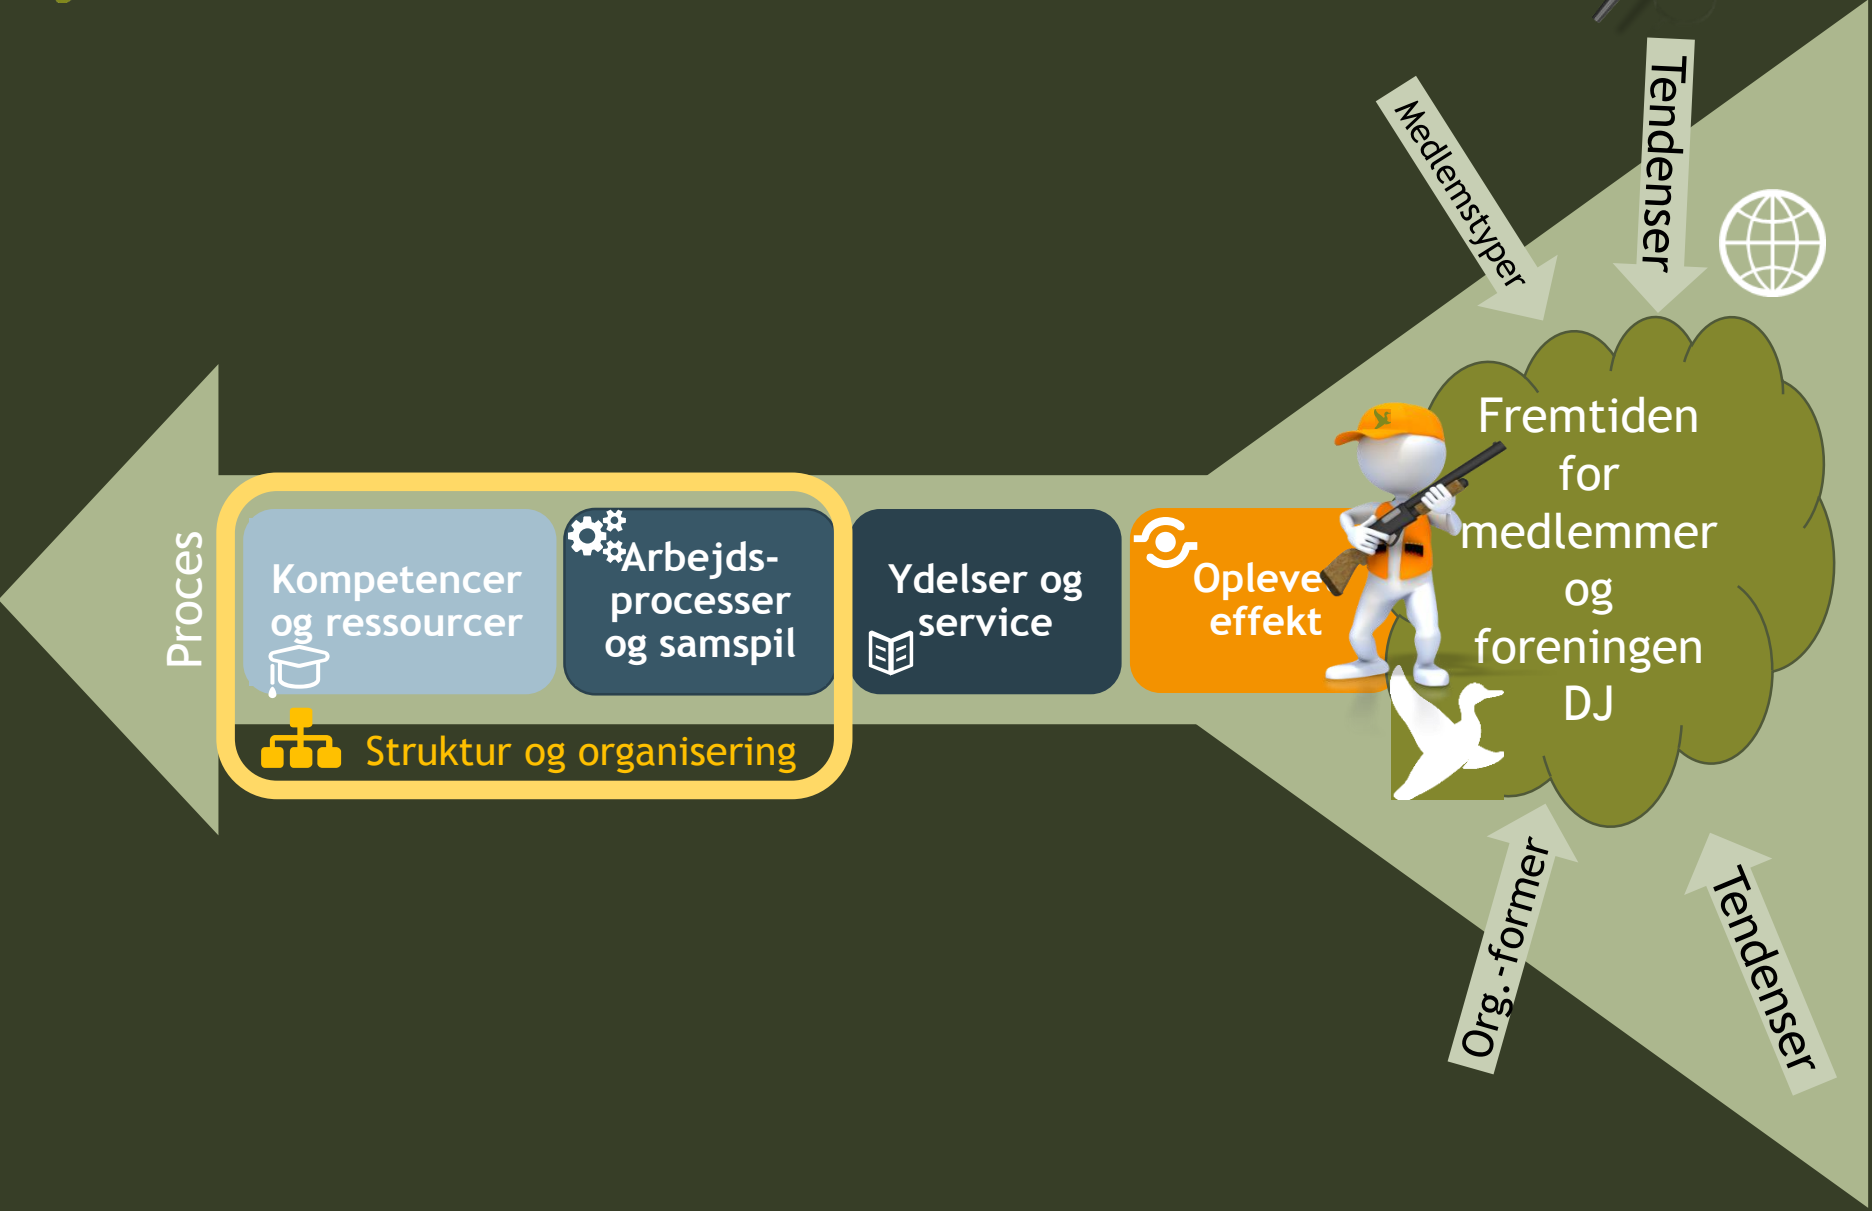 Medlemstyper
Tendenser
Fremtiden
for
medlemmer
og
foreningen
DJ
Proces
Kompetencer
og ressourcer
Arbejds-
processer
og samspil
Ydelser og
service
effekt
Struktur og organisering
Org.-former
Tendenser